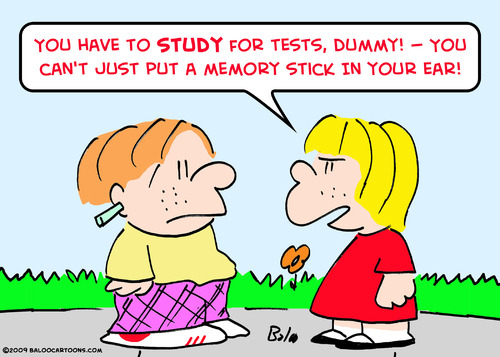 YOU HAVE TO STUDY FOR TESTS, DUMMY! – YOU
CAN'T JUST PUT A MEMORY STICK IN YOUR EAR!
Baloo
©2009 BALOOCARTOONS.COM